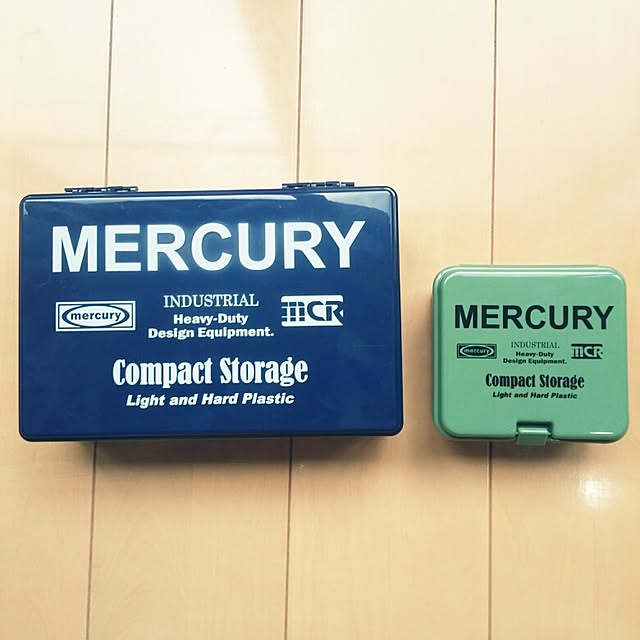 MERCURY
mercury
INDUSTRIAL
Heavy-Duty
Design Equipment.
MCR
Compact Storage
Light and Hard Plastic
MERCURY
mercury
INDUSTRIAL
Heavy-Duty
Design Equipment.
MCR
Compact Storage
Light and Hard Plastic